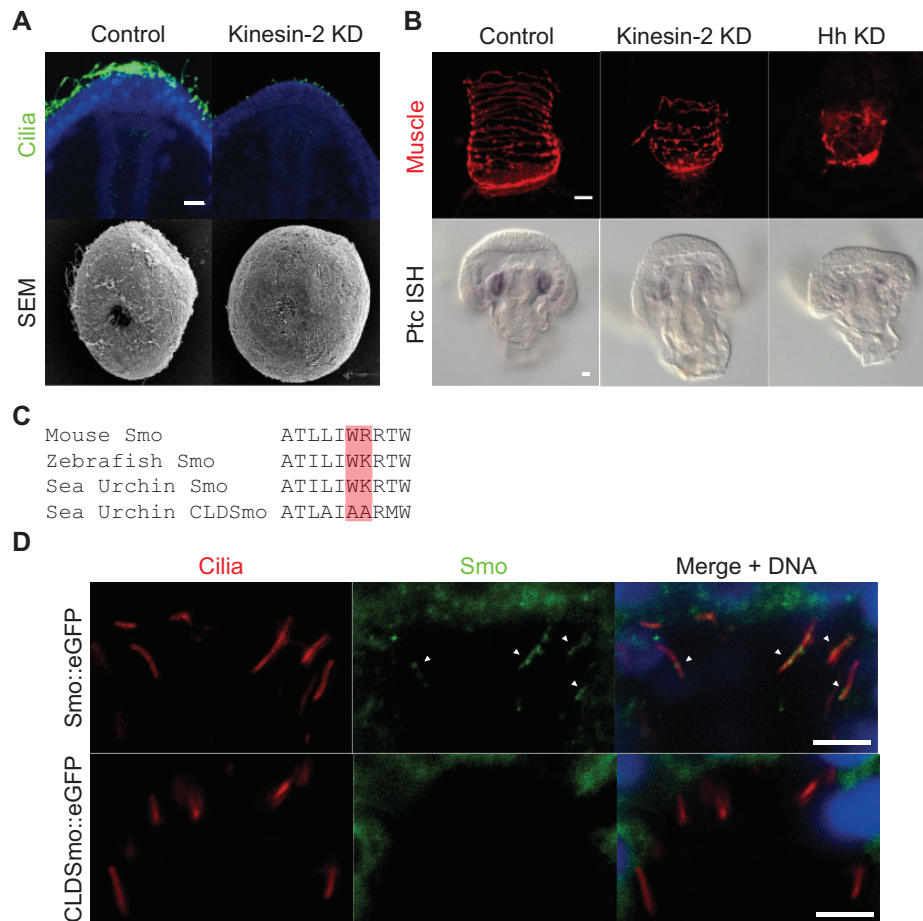 A
Control Kinesin-2 KD
Cilia
SEM
B
Control Kinesin-2 KD Hh KD
Muscle
Ptc ISH
C
Mouse Smo ATLLIWRRTW
Zebrafish Smo ATILIWKRTW
Sea Urchin Smo ATILIWKRTW
Sea Urchin CLDSmo ATLAIAARMW
D
Cilia Smo Merge + DNA
Smo::eGFP
CLDSmo::eGFP